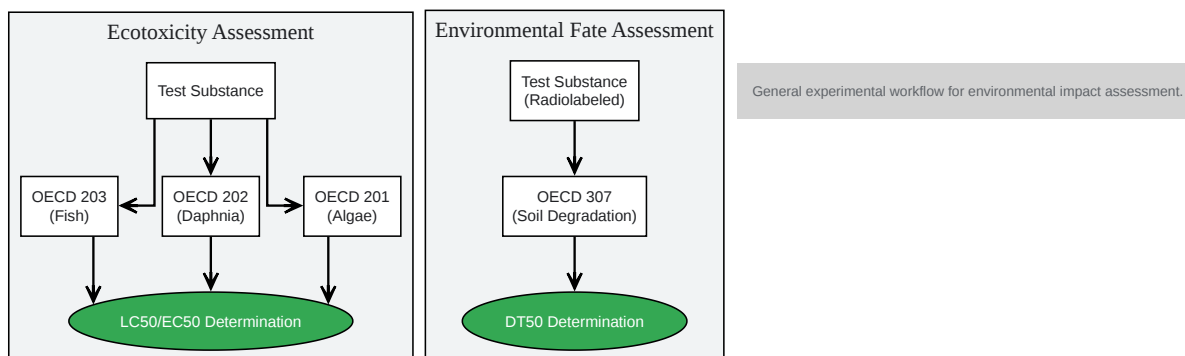 Ecotoxicity Assessment
Test Substance
OECD 203
(Fish)
OECD 202
(Daphnia)
OECD 201
(Algae)
LC50/EC50 Determination
Environmental Fate Assessment
Test Substance
(Radiolabeled)
OECD 307
(Soil Degradation)
DT50 Determination
General experimental workflow for environmental impact assessment.